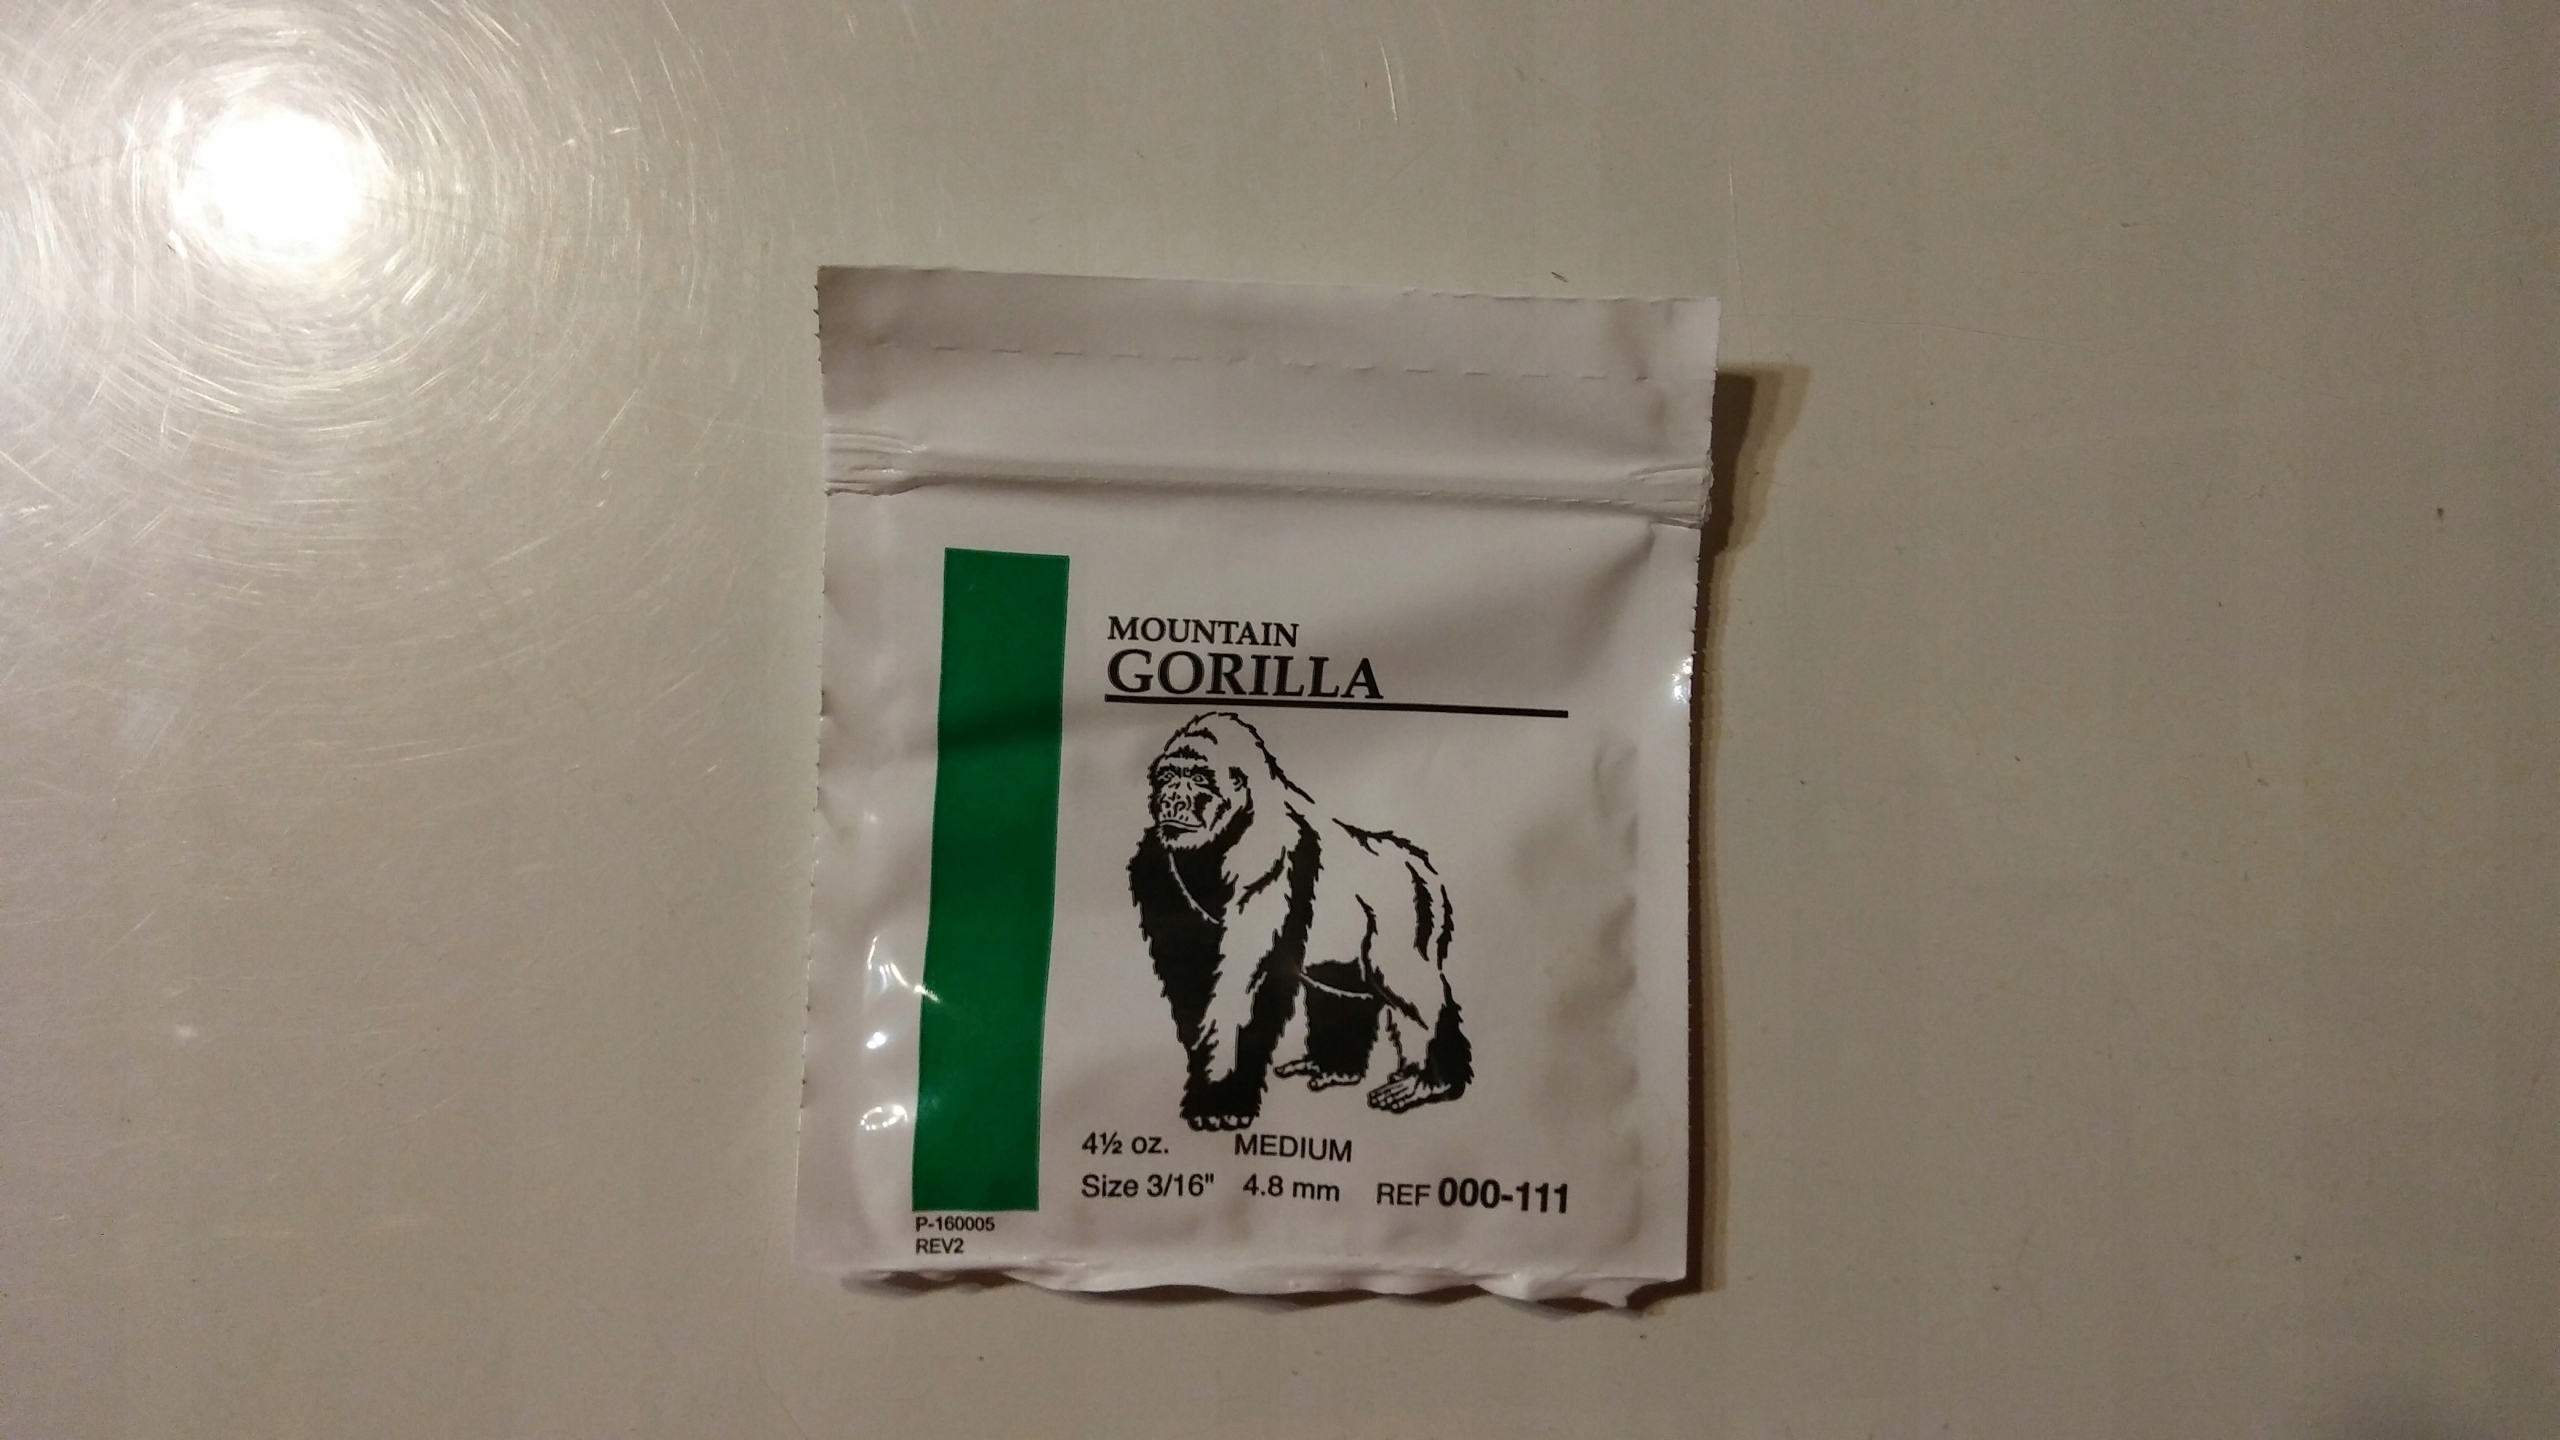 MOUNTAIN
GORILLA
4½ oz. MEDIUM
Size 3/16" 4.8 mm REF 000-111
P-160005
REV2